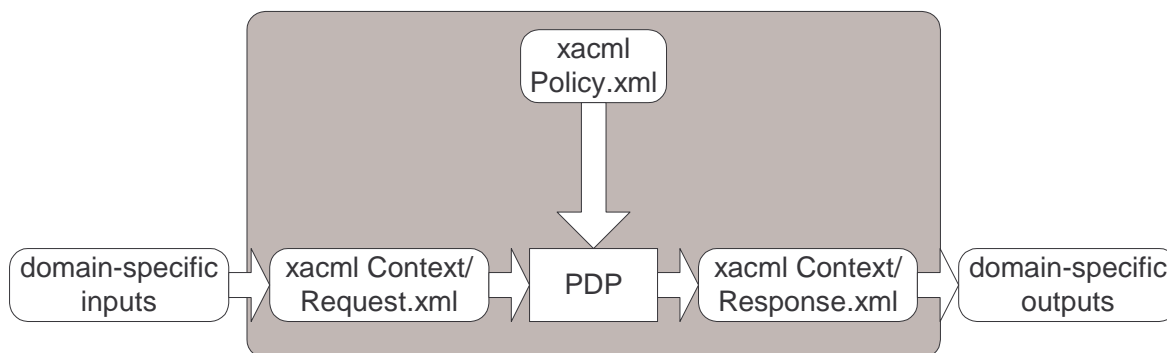 xacml
Policy.xml
domain-specific
inputs
xacml Context/
Request.xml
PDP
xacml Context/
Response.xml
domain-specific
outputs